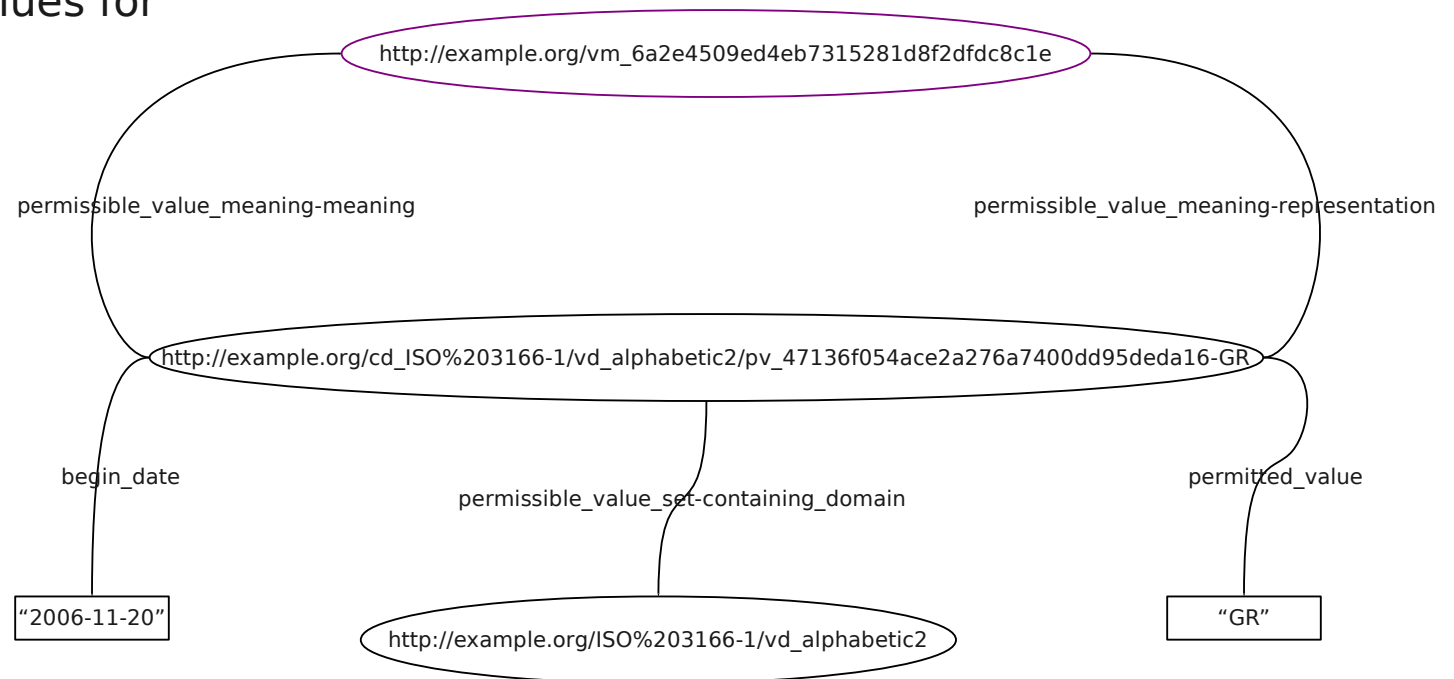 lues for
http://example.org/vm_6a2e4509ed4eb7315281d8f2dfdc8c1e
permissible_value_meaning-meaning
permissible_value_meaning-representation
http://example.org/cd_ISO%203166-1/vd_alphabetic2/pv_47136f054ace2a276a7400dd95deda16-GR
begin_date
permissible_value_set-containing_domain
permitted_value
“2006-11-20”
http://example.org/ISO%203166-1/vd_alphabetic2
“GR”